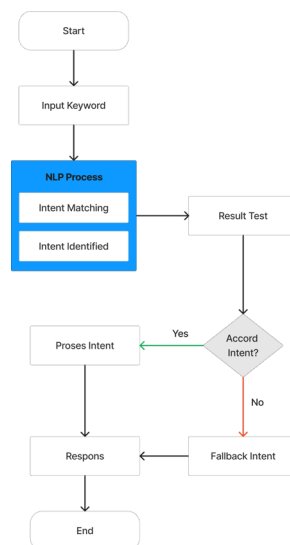 Start
Input Keyword
NLP Process
Intent Matching
Intent Identified
Result Test
Accord
Intent?
Yes
No
Proses Intent
Fallback Intent
Respons
End